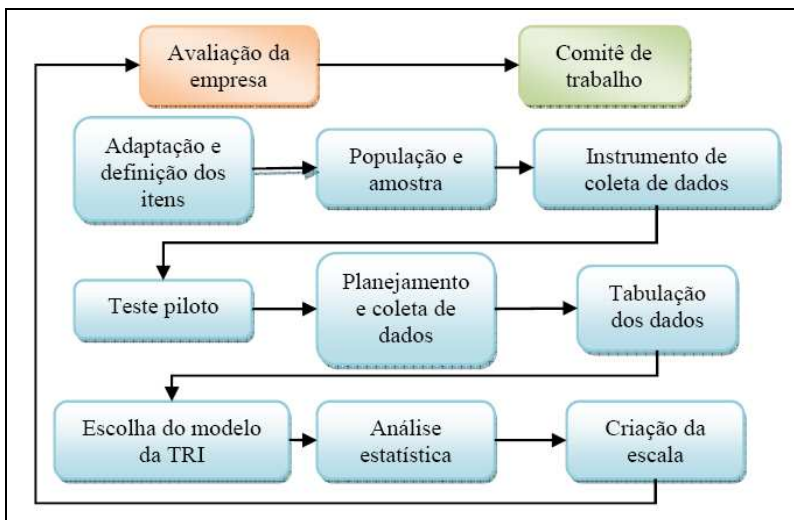 Avaliação da
empresa
Comitê de
trabalho
Adaptação e
definição dos
itens
População e
amostra
Instrumento de
coleta de dados
Teste piloto
Planejamento
e coleta de
dados
Tabulação
dos dados
Escolha do modelo
da TRI
Análise
estatística
Criação da
escala